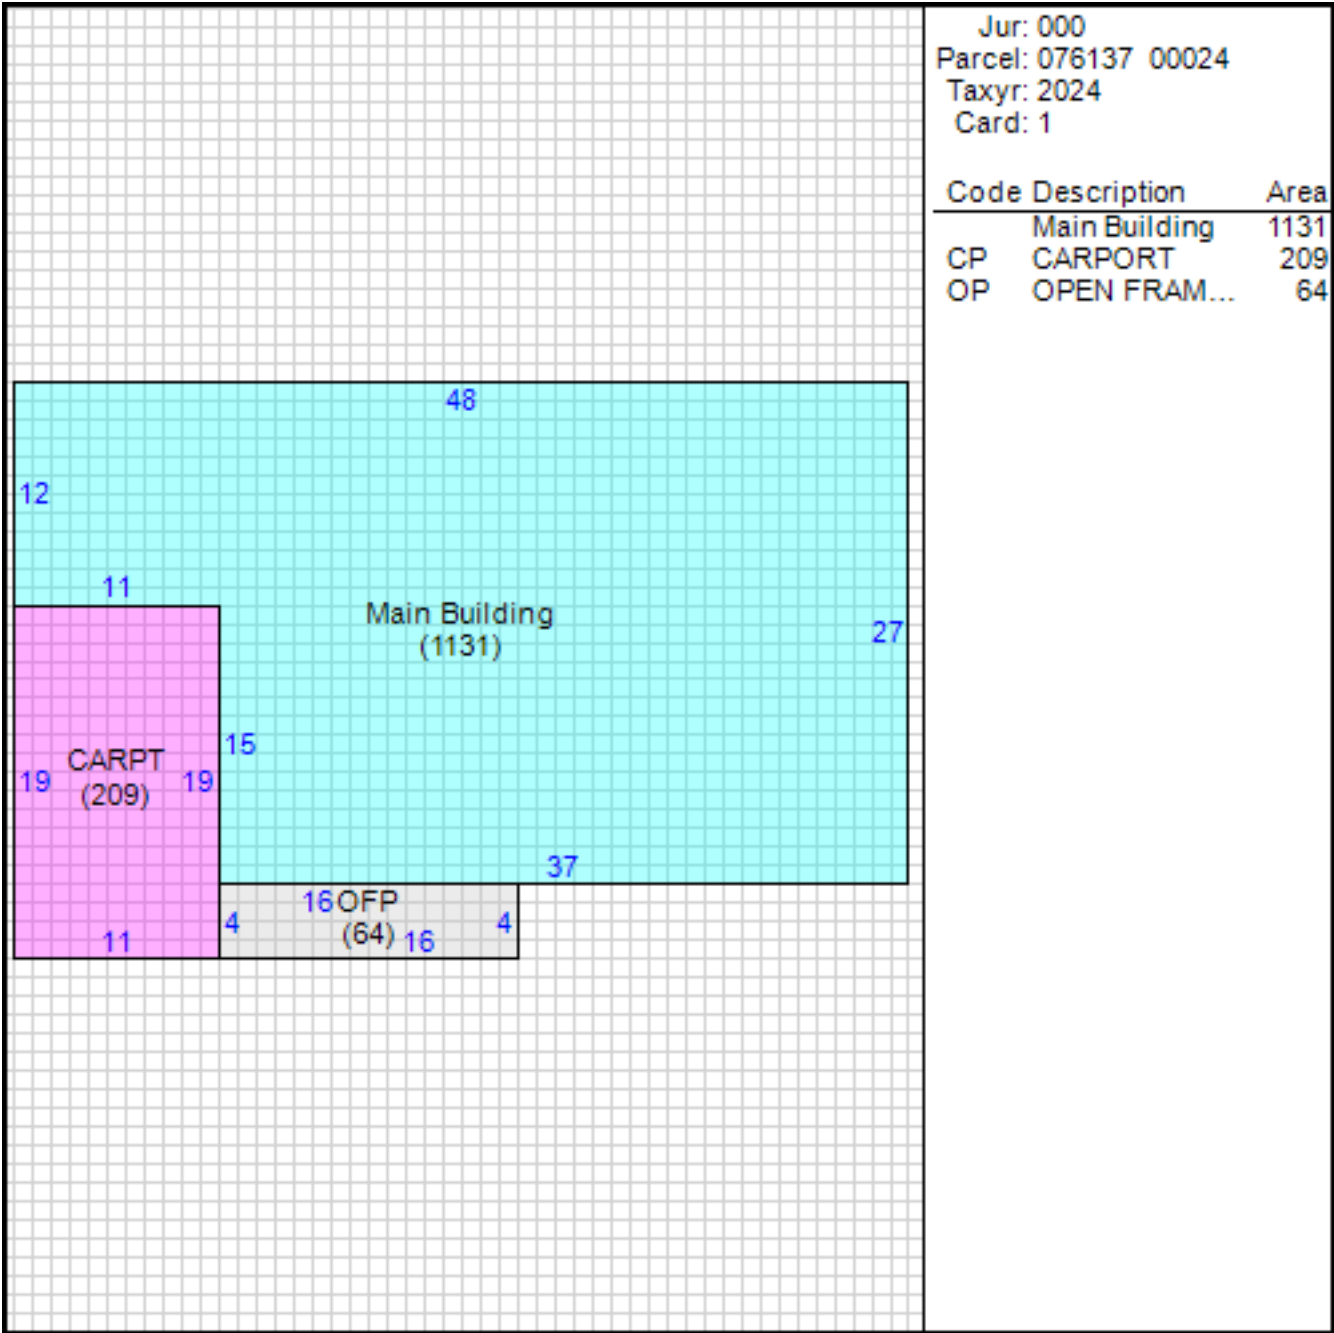 Jur: 000
Parcel: 076137 00024
Taxyr: 2024
Card: 1
Code Description Area
Main Building 1131
CP CARPORT 209
OP OPEN FRAM... 64
48
12
11
Main Building
(1131)
27
15
CARPT
(209)
19
19
11
37
16
OFP
(64)
4
4
16